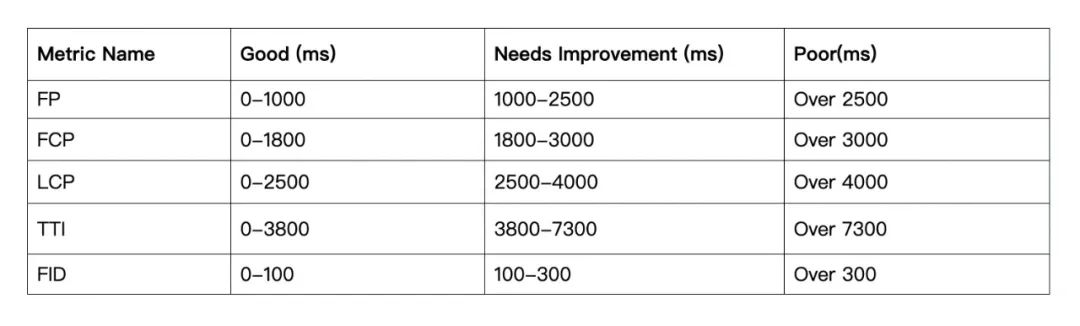 Metric Name Good (ms) Needs Improvement (ms) Poor(ms)
FP 0–1000 1000–2500 Over 2500
FCP 0–1800 1800–3000 Over 3000
LCP 0–2500 2500–4000 Over 4000
TTI 0–3800 3800–7300 Over 7300
FID 0–100 100–300 Over 300